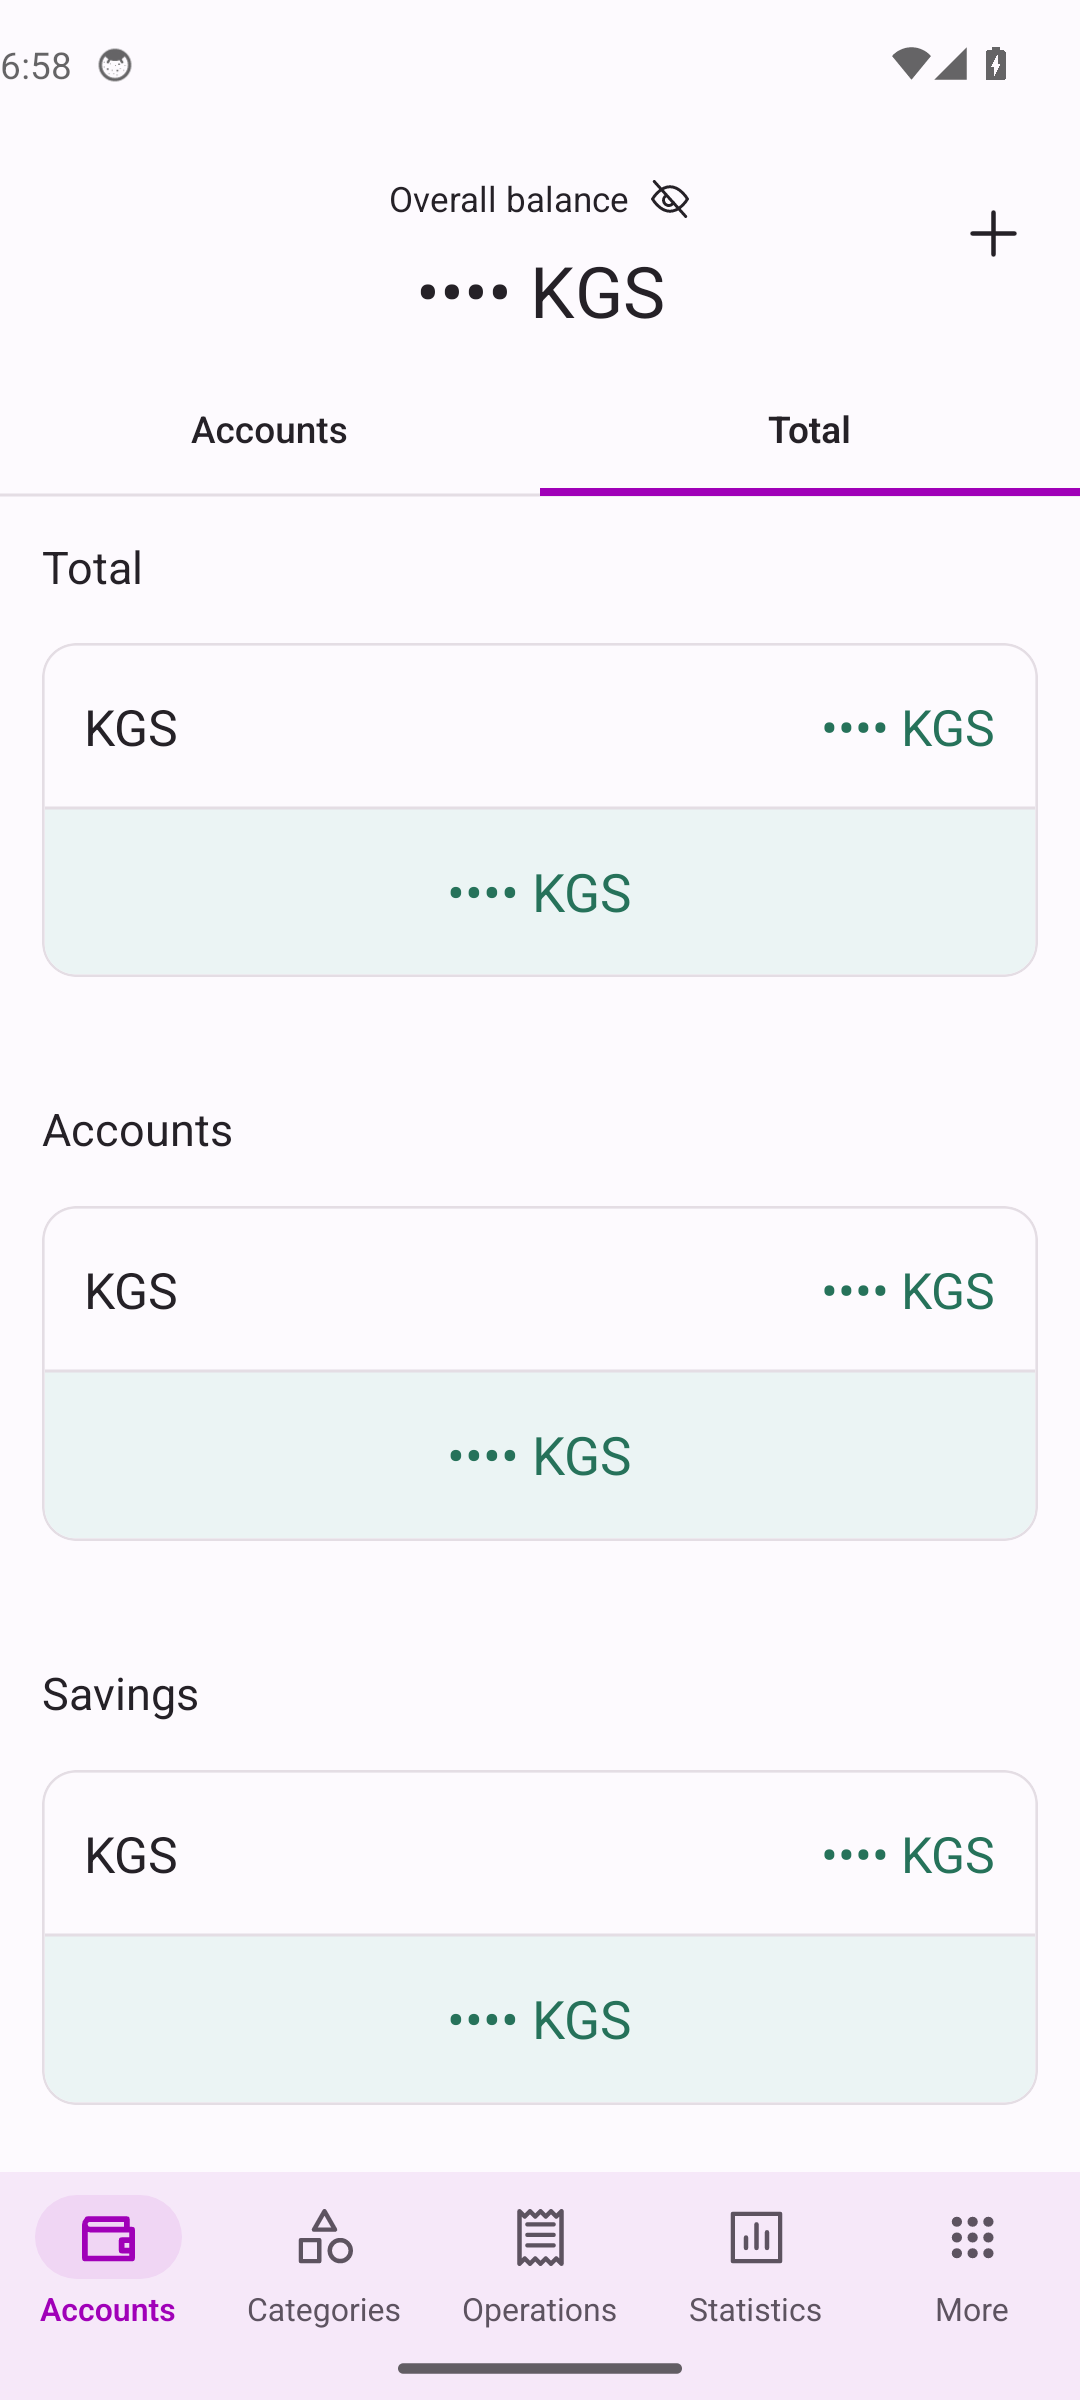 6:58
Overall balance
•••• KGS
Accounts
Total
Total
KGS
•••• KGS
•••• KGS
Accounts
KGS
•••• KGS
•••• KGS
Savings
KGS
•••• KGS
•••• KGS
Accounts
Categories
Operations
Statistics
More